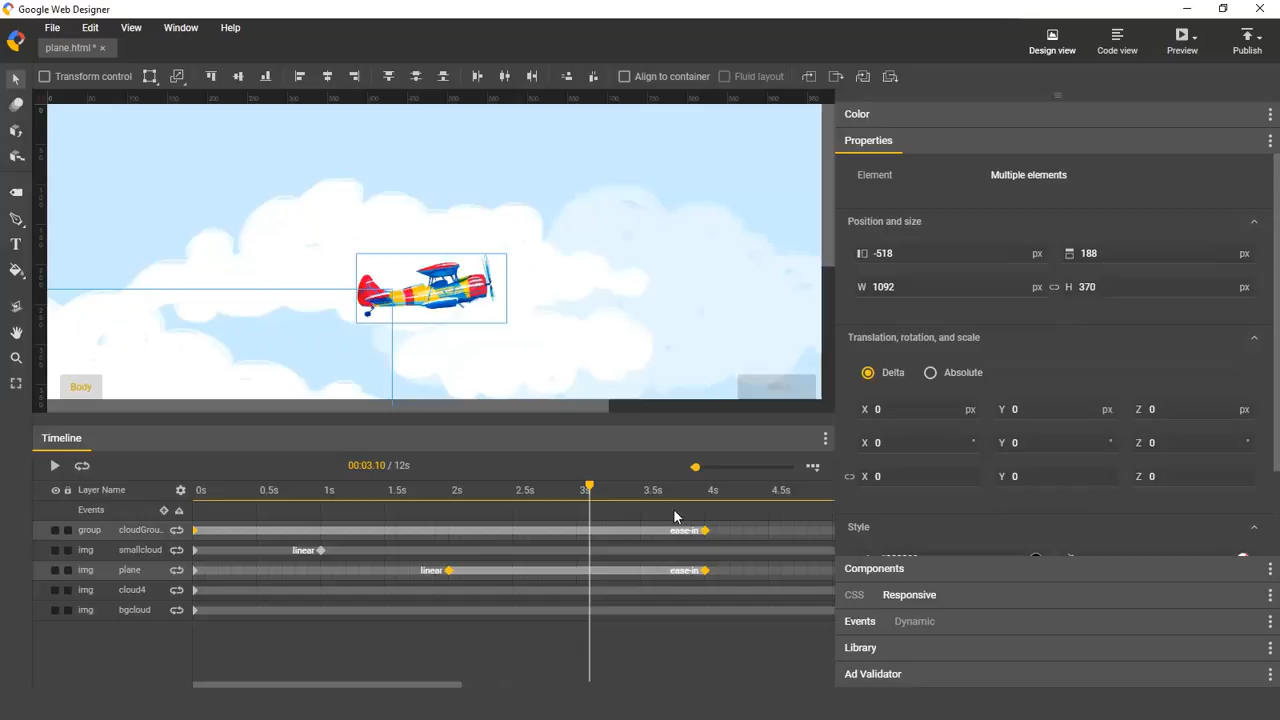 Google Web Designer
File Edit View Window Help
plane.html* ×
Design view Code view Preview Publish
Transform control Align to container Fluid layout
Color
Properties
Element Multiple elements
Position and size
-518 px 188 px
W 1092 px H 370 px
Translation, rotation, and scale
Delta Absolute
X 0 px Y 0 px Z 0 px
X 0 ° Y 0 ° Z 0 °
X 0 Y 0 Z 0
Style
Body
Timeline
00:03.10 / 12s
Layer Name 0s 0.5s 1s 1.5s 2s 2.5s 3s 3.5s 4s 4.5s
Events
group cloudGrou... ease-in
img smallcloud linear
img plane linear ease-in
img cloud4
img bgcloud
Components
CSS Responsive
Events Dynamic
Library
Ad Validator